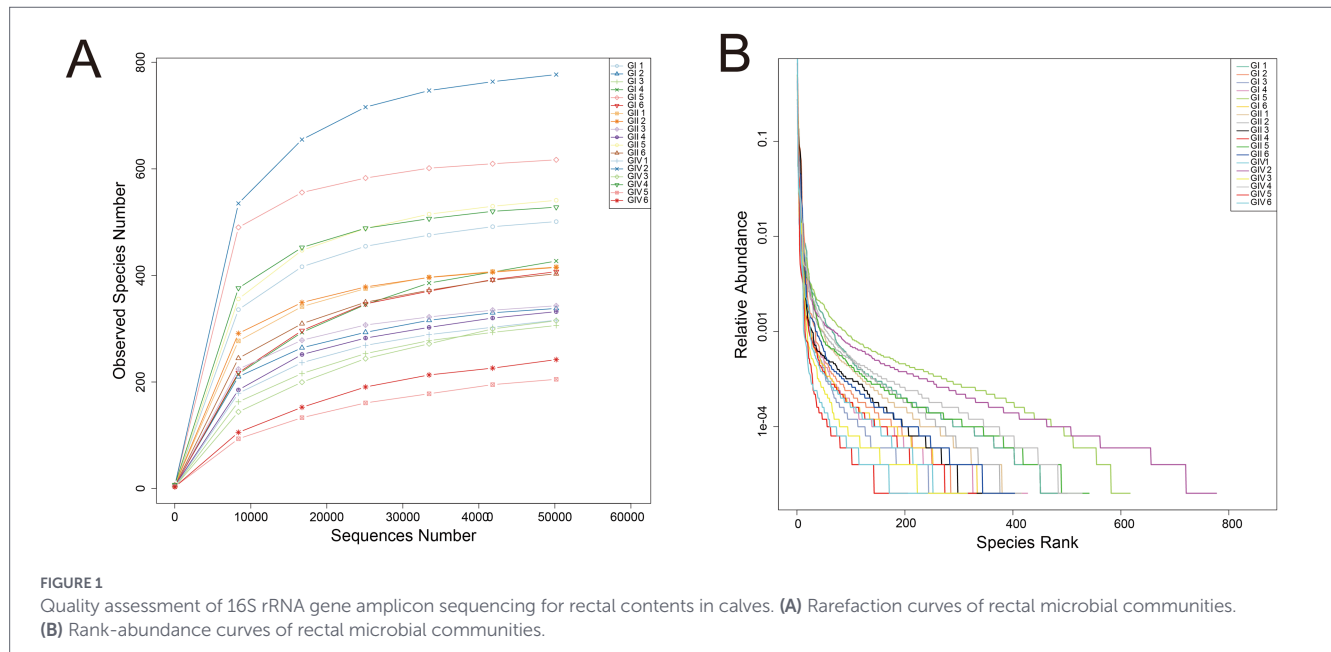 A
800
600
400
200
0
Observed Species Number
0 10000 20000 30000 40000 50000 60000
Sequences Number
GI 1
GI 2
GI 3
GI 4
GI 5
GI 6
GII 1
GII 2
GII 3
GII 4
GII 5
GII 6
GIV 1
GIV 2
GIV 3
GIV 4
GIV 5
GIV 6
B
0.1
0.01
0.001
1e-04
Relative Abundance
0 200 400 600 800
Species Rank
GI 1
GI 2
GI 3
GI 4
GI 5
GI 6
GII 1
GII 2
GII 3
GII 4
GII 5
GII 6
GIV1
GIV 2
GIV 3
GIV 4
GIV 5
GIV 6
FIGURE 1
Quality assessment of 16S rRNA gene amplicon sequencing for rectal contents in calves. (A) Rarefaction curves of rectal microbial communities.
(B) Rank-abundance curves of rectal microbial communities.